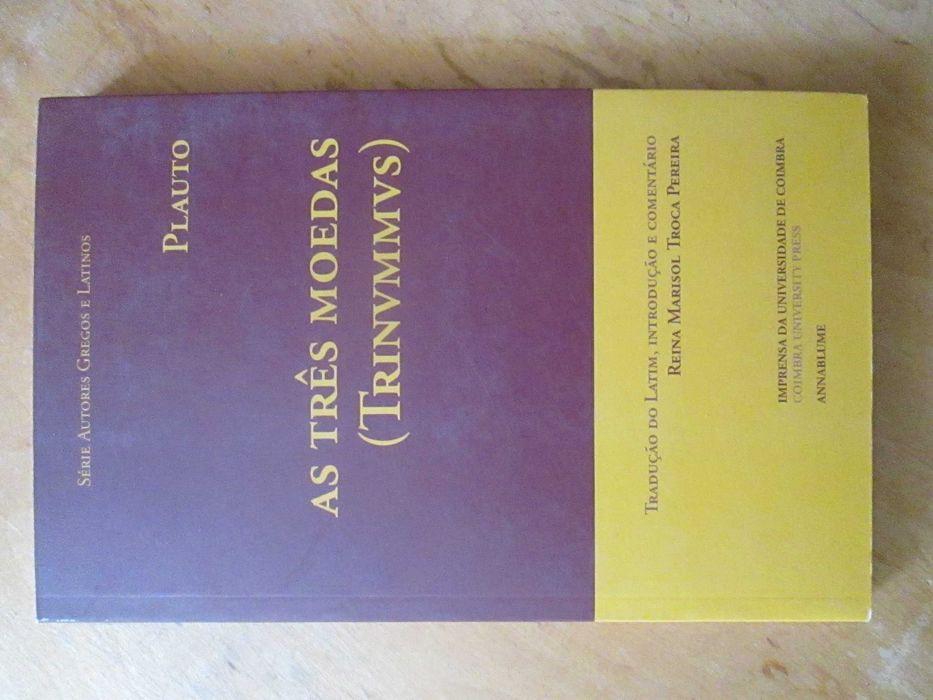 Série Autores Gregos e Latinos
Plauto
AS TRÊS MOEDAS
(TRINVMMVS)
Tradução do Latim, introdução e comentário
Reina Marisol Troca Pereira
IMPRENSA DA UNIVERSIDADE DE COIMBRA
COIMBRA UNIVERSITY PRESS
ANNABLUME